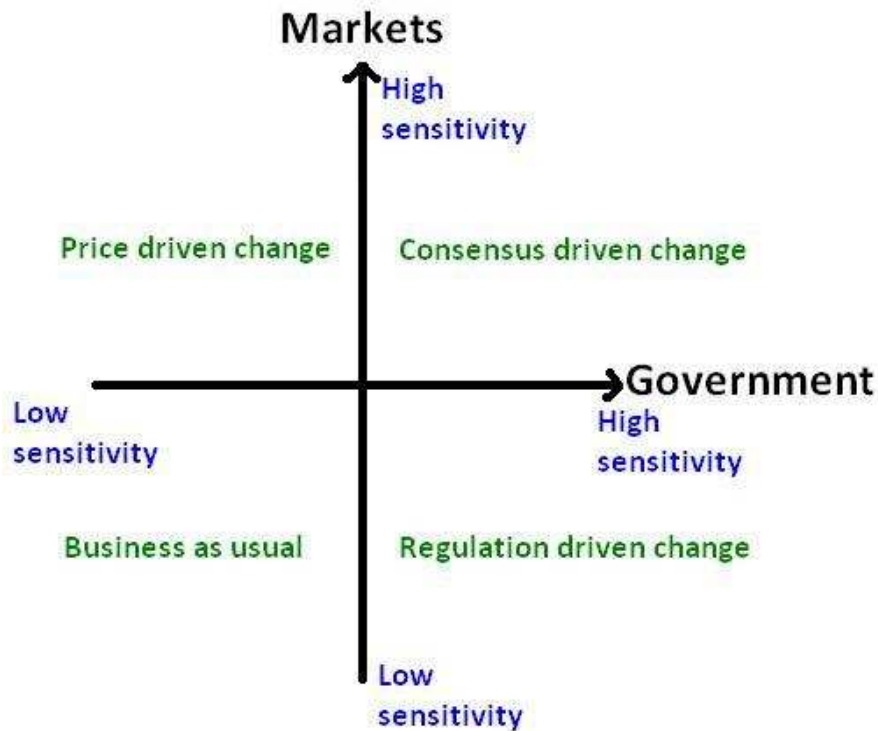 Markets
High
sensitivity
Price driven change
Consensus driven change
Government
Low
sensitivity
High
sensitivity
Business as usual
Regulation driven change
Low
sensitivity